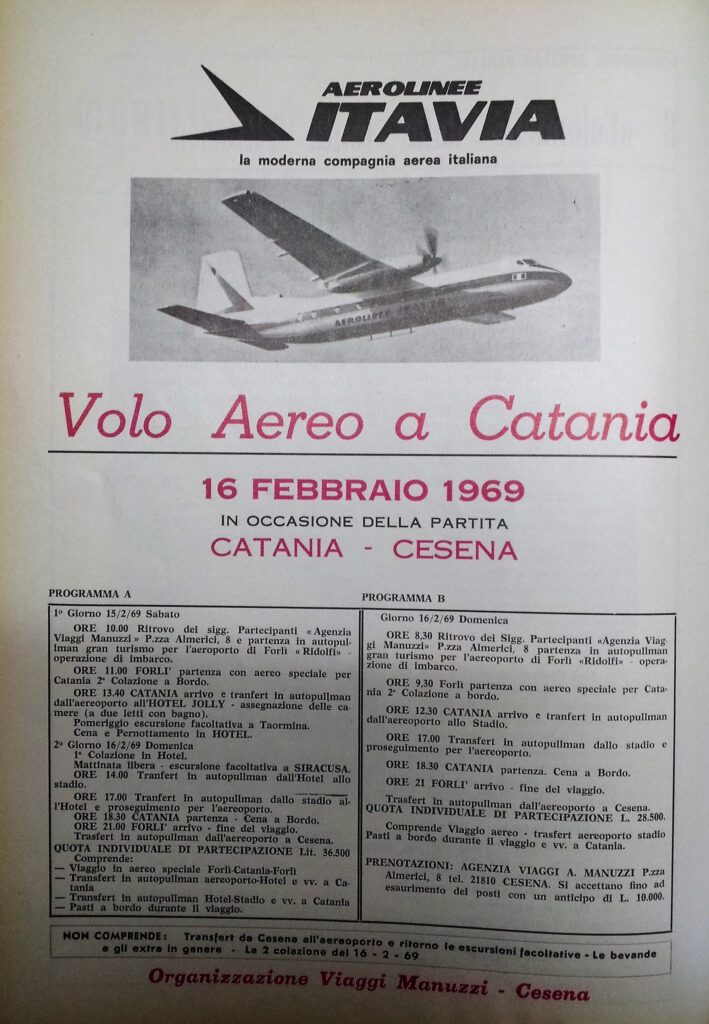 AEROLINEE
ITAVIA
la moderna compagnia aerea italiana
AEROLINEE ITAVIA
Volo Aereo a Catania
16 FEBBRAIO 1969
IN OCCASIONE DELLA PARTITA
CATANIA - CESENA
PROGRAMMA A
1º Giorno 15/2/69 Sabato
ORE 10.00 Ritrovo dei sigg. Partecipanti «Agenzia
Viaggi Manuzzi» P.zza Almerici, 8 e partenza in autopul-
lman gran turismo per l'aeroporto di Forlì «Ridolfi» -
operazione di imbarco.
ORE 11.00 FORLI' partenza con aereo speciale per
Catania 2ª Colazione a Bordo.
ORE 13.40 CATANIA arrivo e tranfert in autopullman
dall'aeroporto all'HOTEL JOLLY - assegnazione delle ca-
mere (a due letti con bagno).
Pomeriggio escursione facoltativa a Taormina.
Cena e Pernottamento in HOTEL.
2º Giorno 16/2/69 Domenica
1ª Colazione in Hotel.
Mattinata libera - escursione facoltativa a SIRACUSA.
ORE 14.00 Tranfert in autopullman dall'Hotel allo
stadio.
ORE 17.00 Tranfert in autopullman dallo stadio al-
l'Hotel e proseguimento per l'aeroporto.
ORE 18.30 CATANIA partenza - Cena a Bordo.
ORE 21.00 FORLI' arrivo - fine del viaggio.
Trasfert in autopullman dall'aeroporto a Cesena.
QUOTA INDIVIDUALE DI PARTECIPAZIONE Lit. 36.500
Comprende:
— Viaggio in aereo speciale Forlì-Catania-Forlì
— Transfert in autopullman aereoporto-Hotel e vv. a Ca-
tania
— Transfert in autopullman Hotel-Stadio e vv. a Catania
— Pasti a bordo durante il viaggio.
PROGRAMMA B
Giorno 16/2/69 Domenica
ORE 8,30 Ritrovo dei Sigg. Partecipanti «Agenzia Viag-
gi Manuzzi» P.zza Almerici, 8 partenza in autopullman
gran turismo per l'aereoporto di Forlì «Ridolfi» - opera-
zione di imbarco.
ORE 9,30 Forlì partenza con aereo speciale per Cata-
nia 2ª Colazione a bordo.
ORE 12.30 CATANIA arrivo e tranfert in autopullman
dall'aeroporto allo Stadio.
ORE 17.00 Transfert in autopullman dallo stadio e
proseguimento per l'aeroporto.
ORE 18.30 CATANIA partenza. Cena a Bordo.
ORE 21 FORLI' arrivo - fine del viaggio.
Trasfert in autopullman dall'aeroporto a Cesena.
QUOTA INDIVIDUALE DI PARTECIPAZIONE L. 28.500.
Comprende Viaggio aereo - trasfert aereoporto stadio
Pasti a bordo durante il viaggio e vv. a Catania.
PRENOTAZIONI: AGENZIA VIAGGI A. MANUZZI P.zza
Almerici, 8 tel. 21810 CESENA. Si accettano fino ad
esaurimento dei posti con un anticipo di L. 10.000.
NON COMPRENDE: Transfert da Cesena all'aereoporto e ritorno le escursioni facoltative - Le bevande
e gli extra in genere - La 2 colazione del 16 - 2 - 69
Organizzazione Viaggi Manuzzi - Cesena